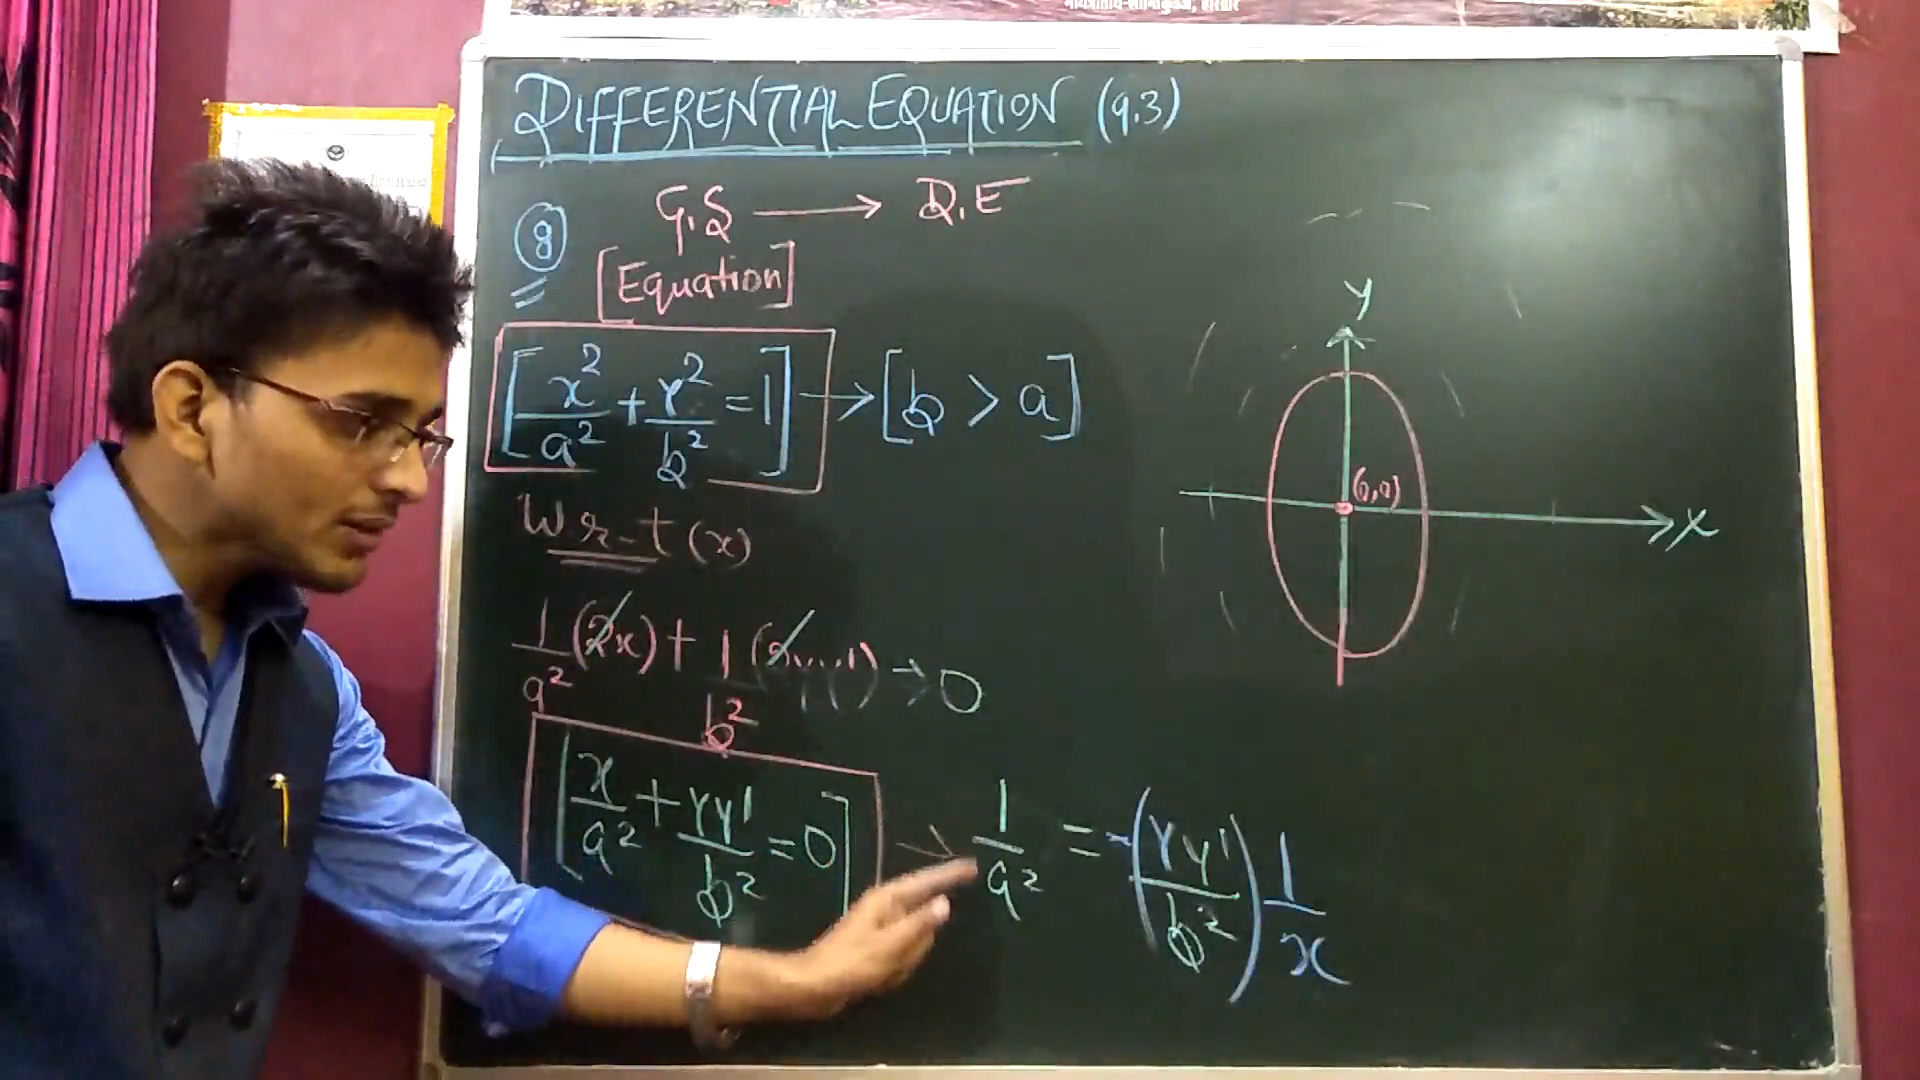 DIFFERENTIAL EQUATION (9.3)
8
G.S → D.E
[Equation]
[x²/a² + y²/b² = 1] → [b > a]
W.r.t (x)
1/a² (2x) + 1/b² (2yy') → 0
[x/a² + yy'/b² = 0] → 1/a² = -(yy'/b²) 1/x
y
(0,0)
x